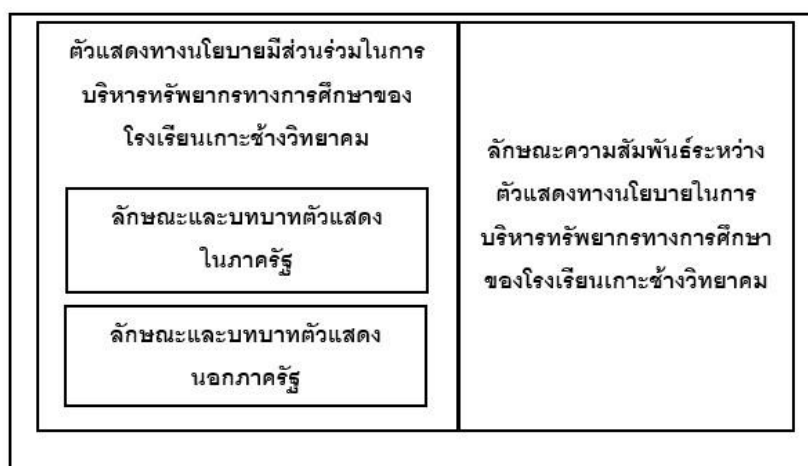 ตัวแสดงทางนโยบายมีส่วนร่วมในการ
บริหารทรัพยากรทางการศึกษาของ
โรงเรียนเกาะช้างวิทยาคม
ลักษณะและบทบาทตัวแสดง
ในภาครัฐ
ลักษณะและบทบาทตัวแสดง
นอกภาครัฐ
ลักษณะความสัมพันธ์ระหว่าง
ตัวแสดงทางนโยบายในการ
บริหารทรัพยากรทางการศึกษา
ของโรงเรียนเกาะช้างวิทยาคม